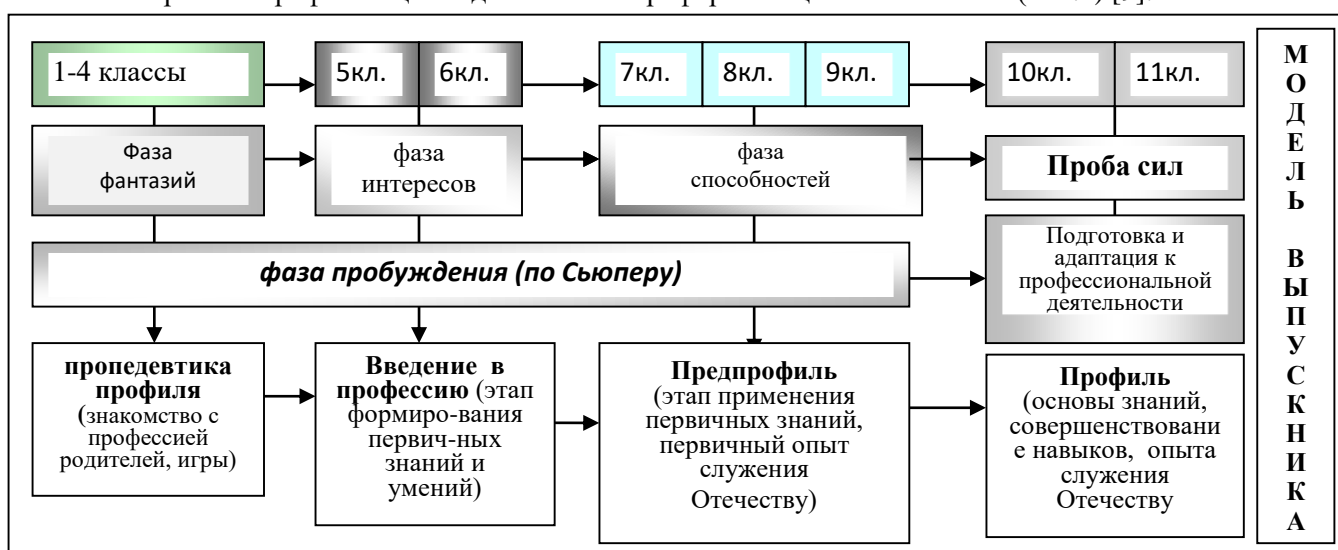 1-4 классы
5кл.
6кл.
7кл.
8кл.
9кл.
10кл.
11кл.
Фаза
фантазий
фаза
интересов
фаза
способностей
Проба сил
фаза пробуждения (по Сьюперу)
Подготовка и
адаптация к
профессиональной
деятельности
пропедевтика
профиля
(знакомство с
профессией
родителей, игры)
Введение в
профессию (этап
формиро-вания
первич-ных
знаний и
умений)
Предпрофиль
(этап применения
первичных знаний,
первичный опыт
служения
Отечеству)
Профиль
(основы знаний,
совершенствовани
е навыков, опыта
служения
Отечеству
МОДЕЛЬ ВЫПУСКНИКА